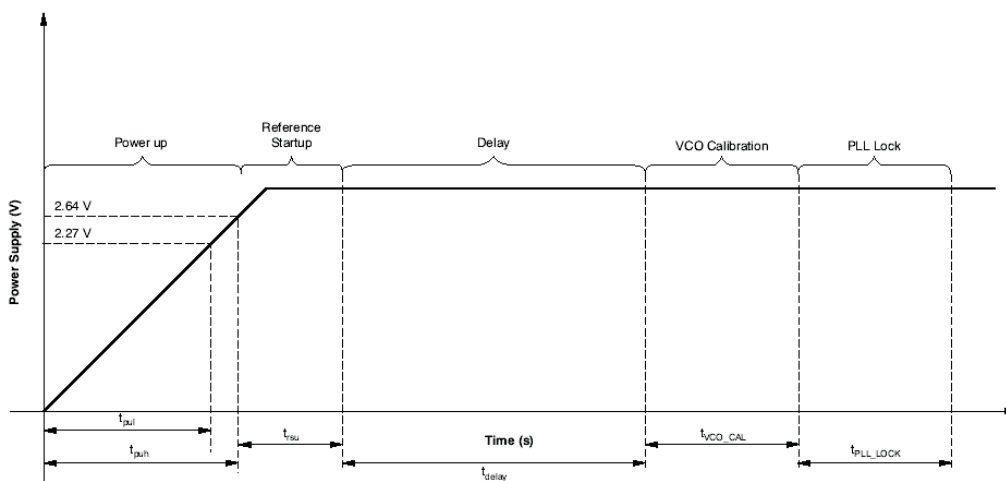 Power up
Reference
Startup
Delay
VCO Calibration
PLL Lock
2.64 V
2.27 V
Power Supply (V)
tpul
tpuh
trsu
Time (s)
tdelay
tVCO_CAL
tPLL_LOCK